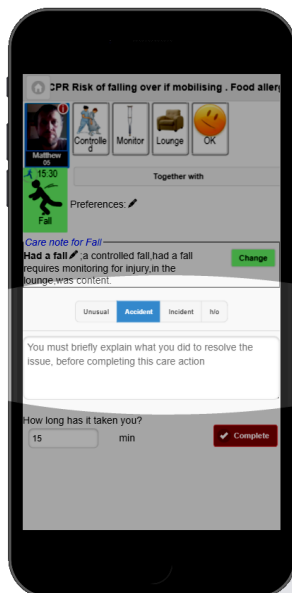 CPR Risk of falling over if mobilising . Food allerg
Matthew
05
Controlle
d
Monitor
Lounge
OK
15:30
Fall
Together with
Preferences:
Care note for Fall
Had a fall ;a controlled fall,had a fall
requires monitoring for injury,in the
lounge,was content.
Change
Unusual
Accident
Incident
h/o
You must briefly explain what you did to resolve the
issue, before completing this care action
How long has it taken you?
15
min
Complete